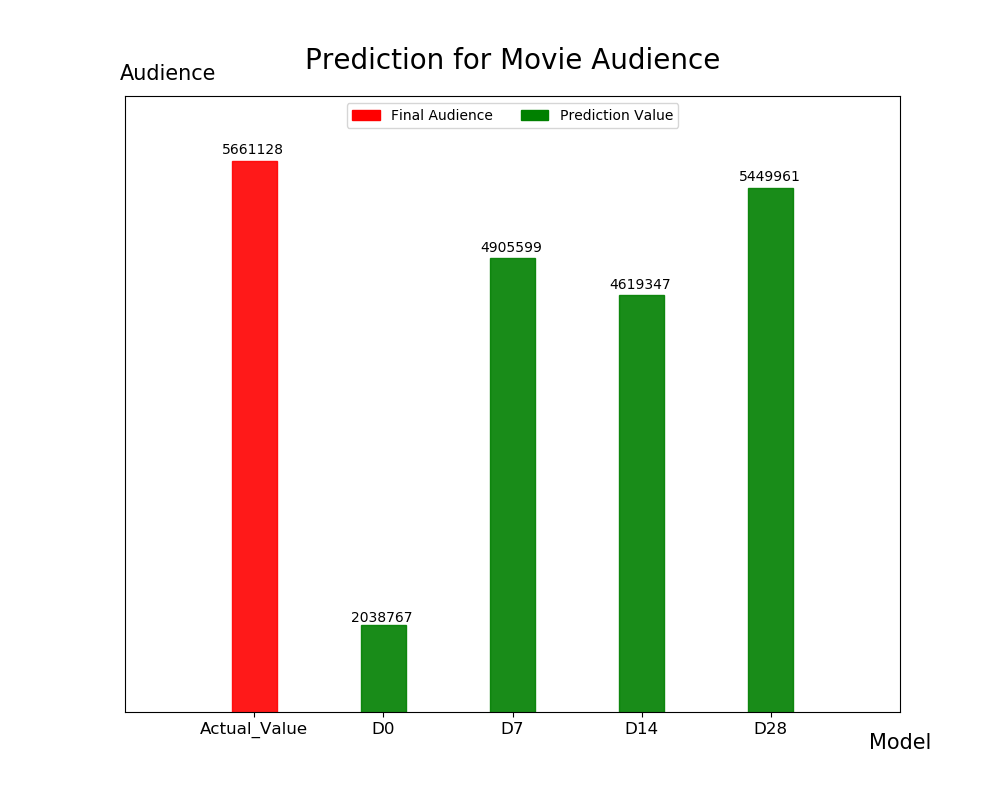 Prediction for Movie Audience
Audience
Final Audience Prediction Value
5661128
5449961
4905599
4619347
2038767
Actual_Value D0 D7 D14 D28
Model